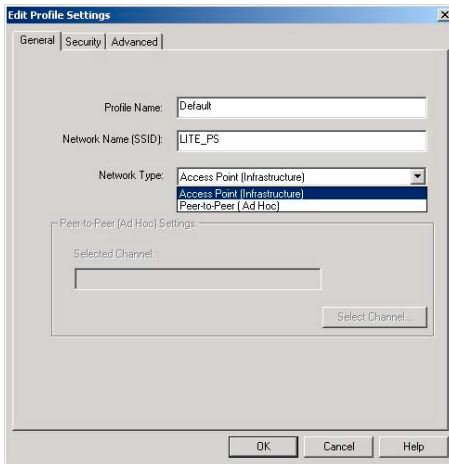 Edit Profile Settings
General Security Advanced
Profile Name: Default
Network Name (SSID): LITE_PS
Network Type: Access Point (Infrastructure)
Access Point (Infrastructure)
Peer-to-Peer ( Ad Hoc)
Peer-to-Peer (Ad Hoc) Settings:
Selected Channel:
Select Channel...
OK Cancel Help